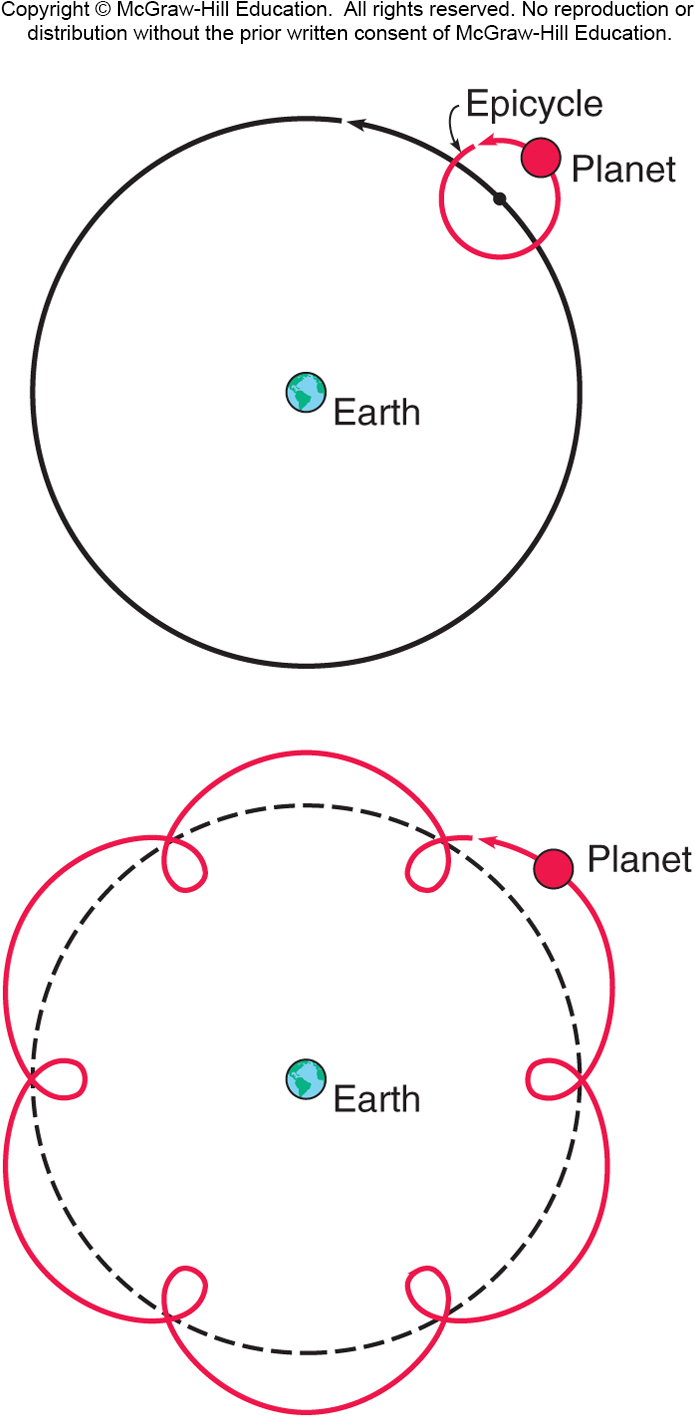 Copyright © McGraw-Hill Education.  All rights reserved. No reproduction or
distribution without the prior written consent of McGraw-Hill Education.
Epicycle
Planet
Earth
Planet
Earth